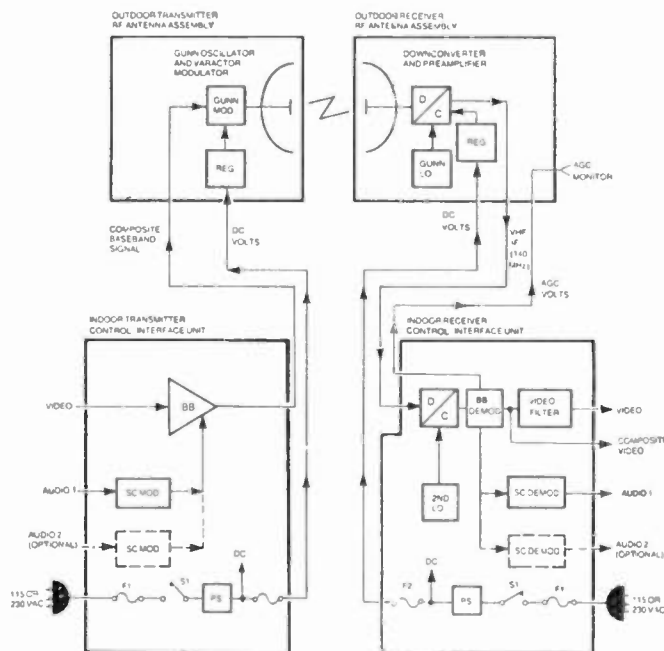 OUTDOOR TRANSMITTER
RF ANTENNA ASSEMBLY
GUNN OSCILLATOR
AND VARACTOR
MODULATOR
GUNN
MOD.
REG
COMPOSITE
BASEBAND
SIGNAL
DC
VOLTS
OUTDOOR RECEIVER
RF ANTENNA ASSEMBLY
DOWNCONVERTER
AND PREAMPLIFIER
D
C
GUNN
LO
REG
AGC
MONITOR
DC
VOLTS
VHF
IF
(140
MHz)
AGC
VOLTS
INDOOR TRANSMITTER
CONTROL INTERFACE UNIT
VIDEO
BB
AUDIO 1
SC MOD
AUDIO 2
(OPTIONAL)
SC MOD
115 OR
230 VAC
F1
S1
PS
DC
INDOOR RECEIVER
CONTROL INTERFACE UNIT
D
C
BB
DEMOD
VIDEO
FILTER
VIDEO
COMPOSITE
VIDEO
2ND
LO
SC DEMOD
AUDIO 1
SC DEMOD
AUDIO 2
(OPTIONAL)
F2
DC
PS
S1
F1
115 OR
230 VAC